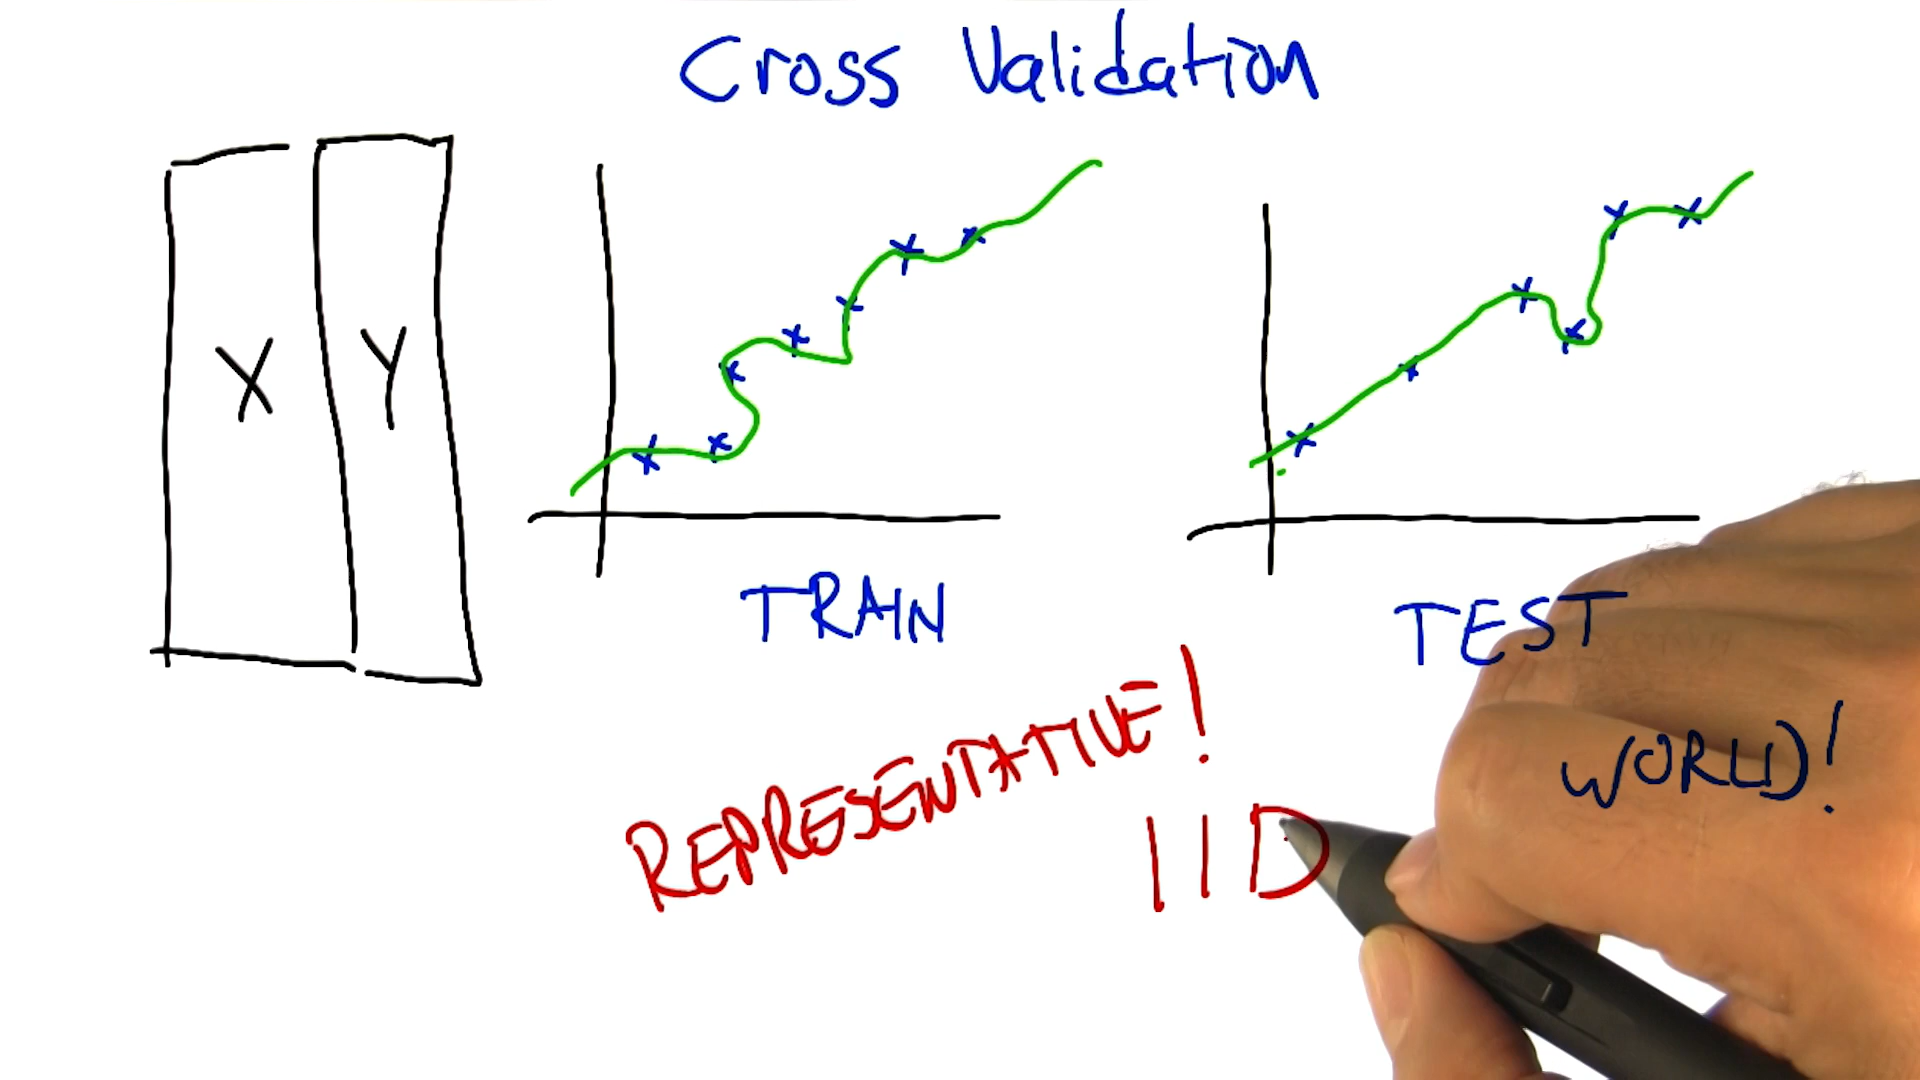 Cross Validation
X Y
TRAIN
TEST
REPRESENTATIVE!
WORLD!
IID